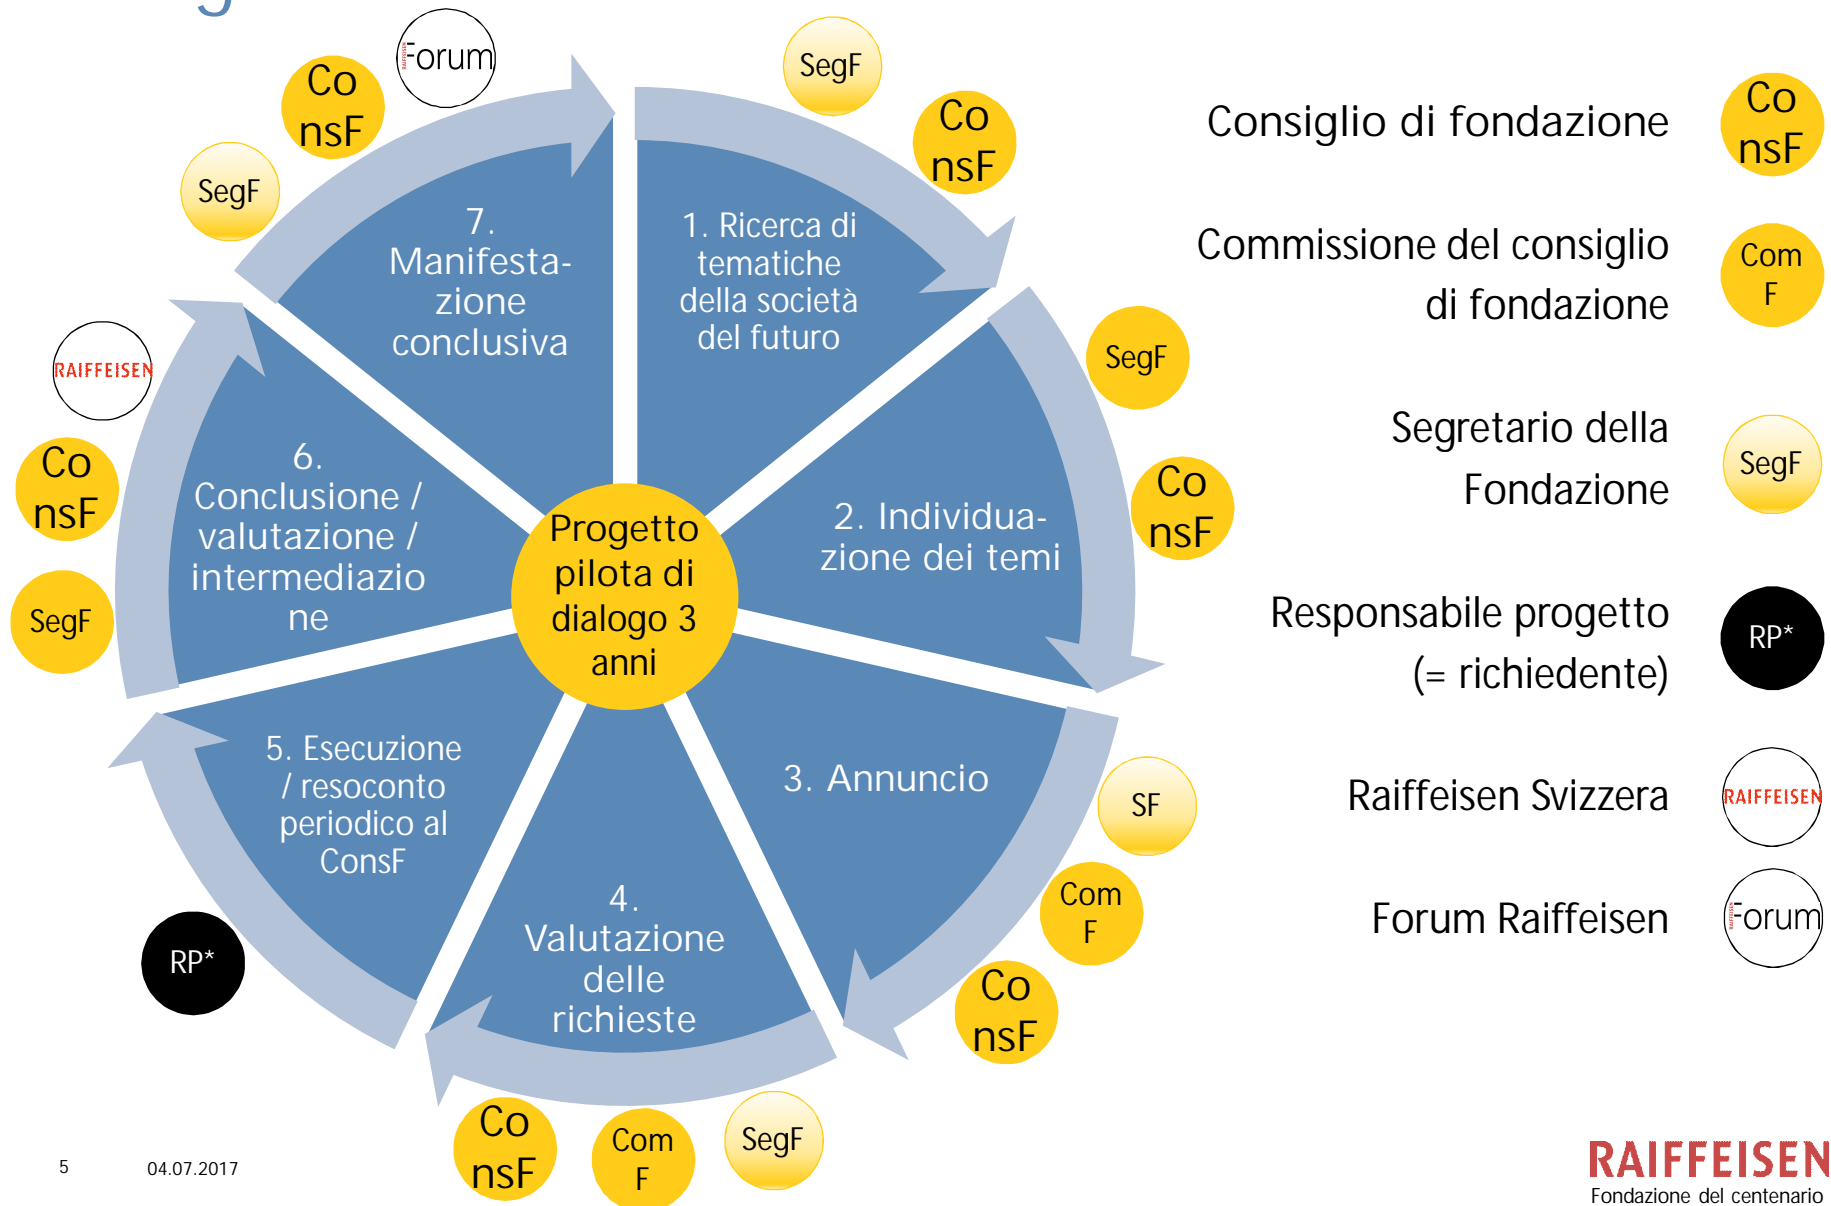 Forum
Co
nsF
SegF
SegF
Co
nsF
7.
Manifesta-
zione
conclusiva
1. Ricerca di
tematiche
della società
del futuro
SegF
Co
nsF
2. Individua-
zione dei temi
SF
Com
F
Co
nsF
3. Annuncio
SegF
Com
F
Co
nsF
4.
Valutazione
delle
richieste
RP*
5. Esecuzione
/ resoconto
periodico al
ConsF
RAIFFEISEN
Co
nsF
SegF
6.
Conclusione /
valutazione /
intermediazio
ne
Progetto
pilota di
dialogo 3
anni
Consiglio di fondazione
Co
nsF
Commissione del consiglio
di fondazione
Com
F
Segretario della
Fondazione
SegF
Responsabile progetto
(= richiedente)
RP*
Raiffeisen Svizzera
RAIFFEISEN
Forum Raiffeisen
Forum
5
04.07.2017
RAIFFEISEN
Fondazione del centenario